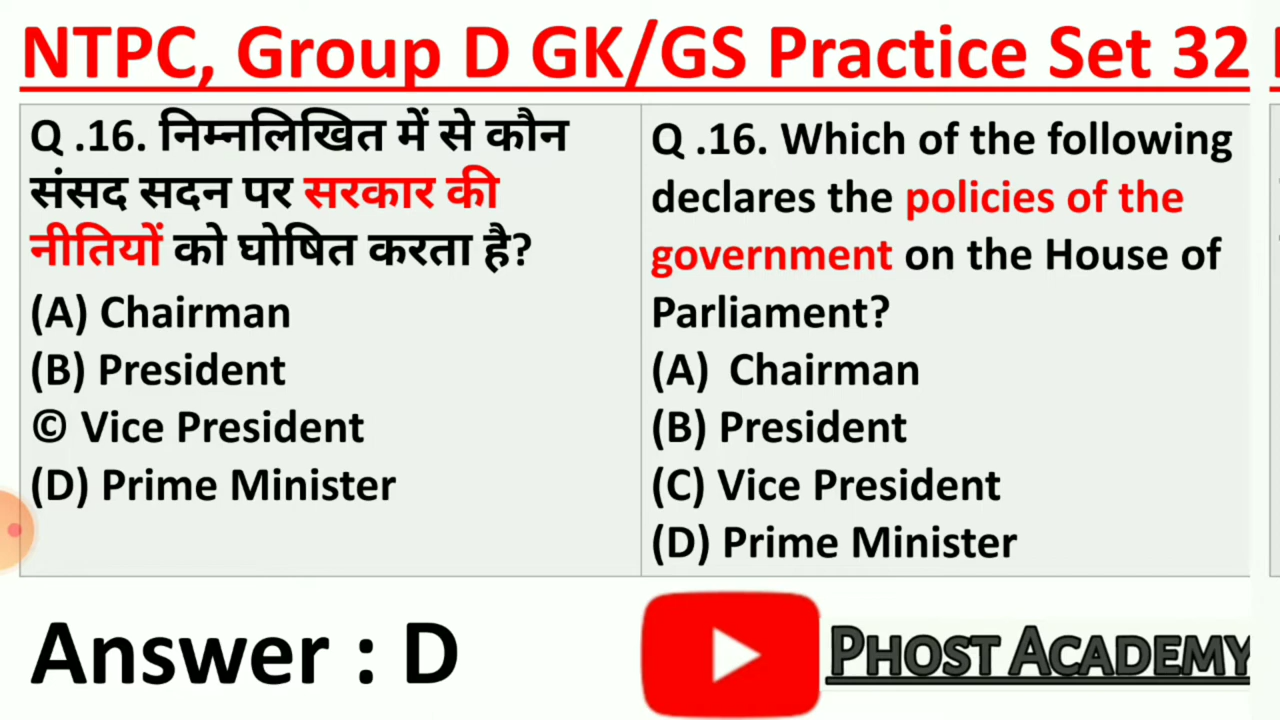 NTPC, Group D GK/GS Practice Set 32
Q .16. निम्नलिखित में से कौन
संसद सदन पर सरकार की
नीतियों को घोषित करता है?
(A) Chairman
(B) President
© Vice President
(D) Prime Minister
Q .16. Which of the following
declares the policies of the
government on the House of
Parliament?
(A) Chairman
(B) President
(C) Vice President
(D) Prime Minister
Answer : D
PHOST ACADEMY